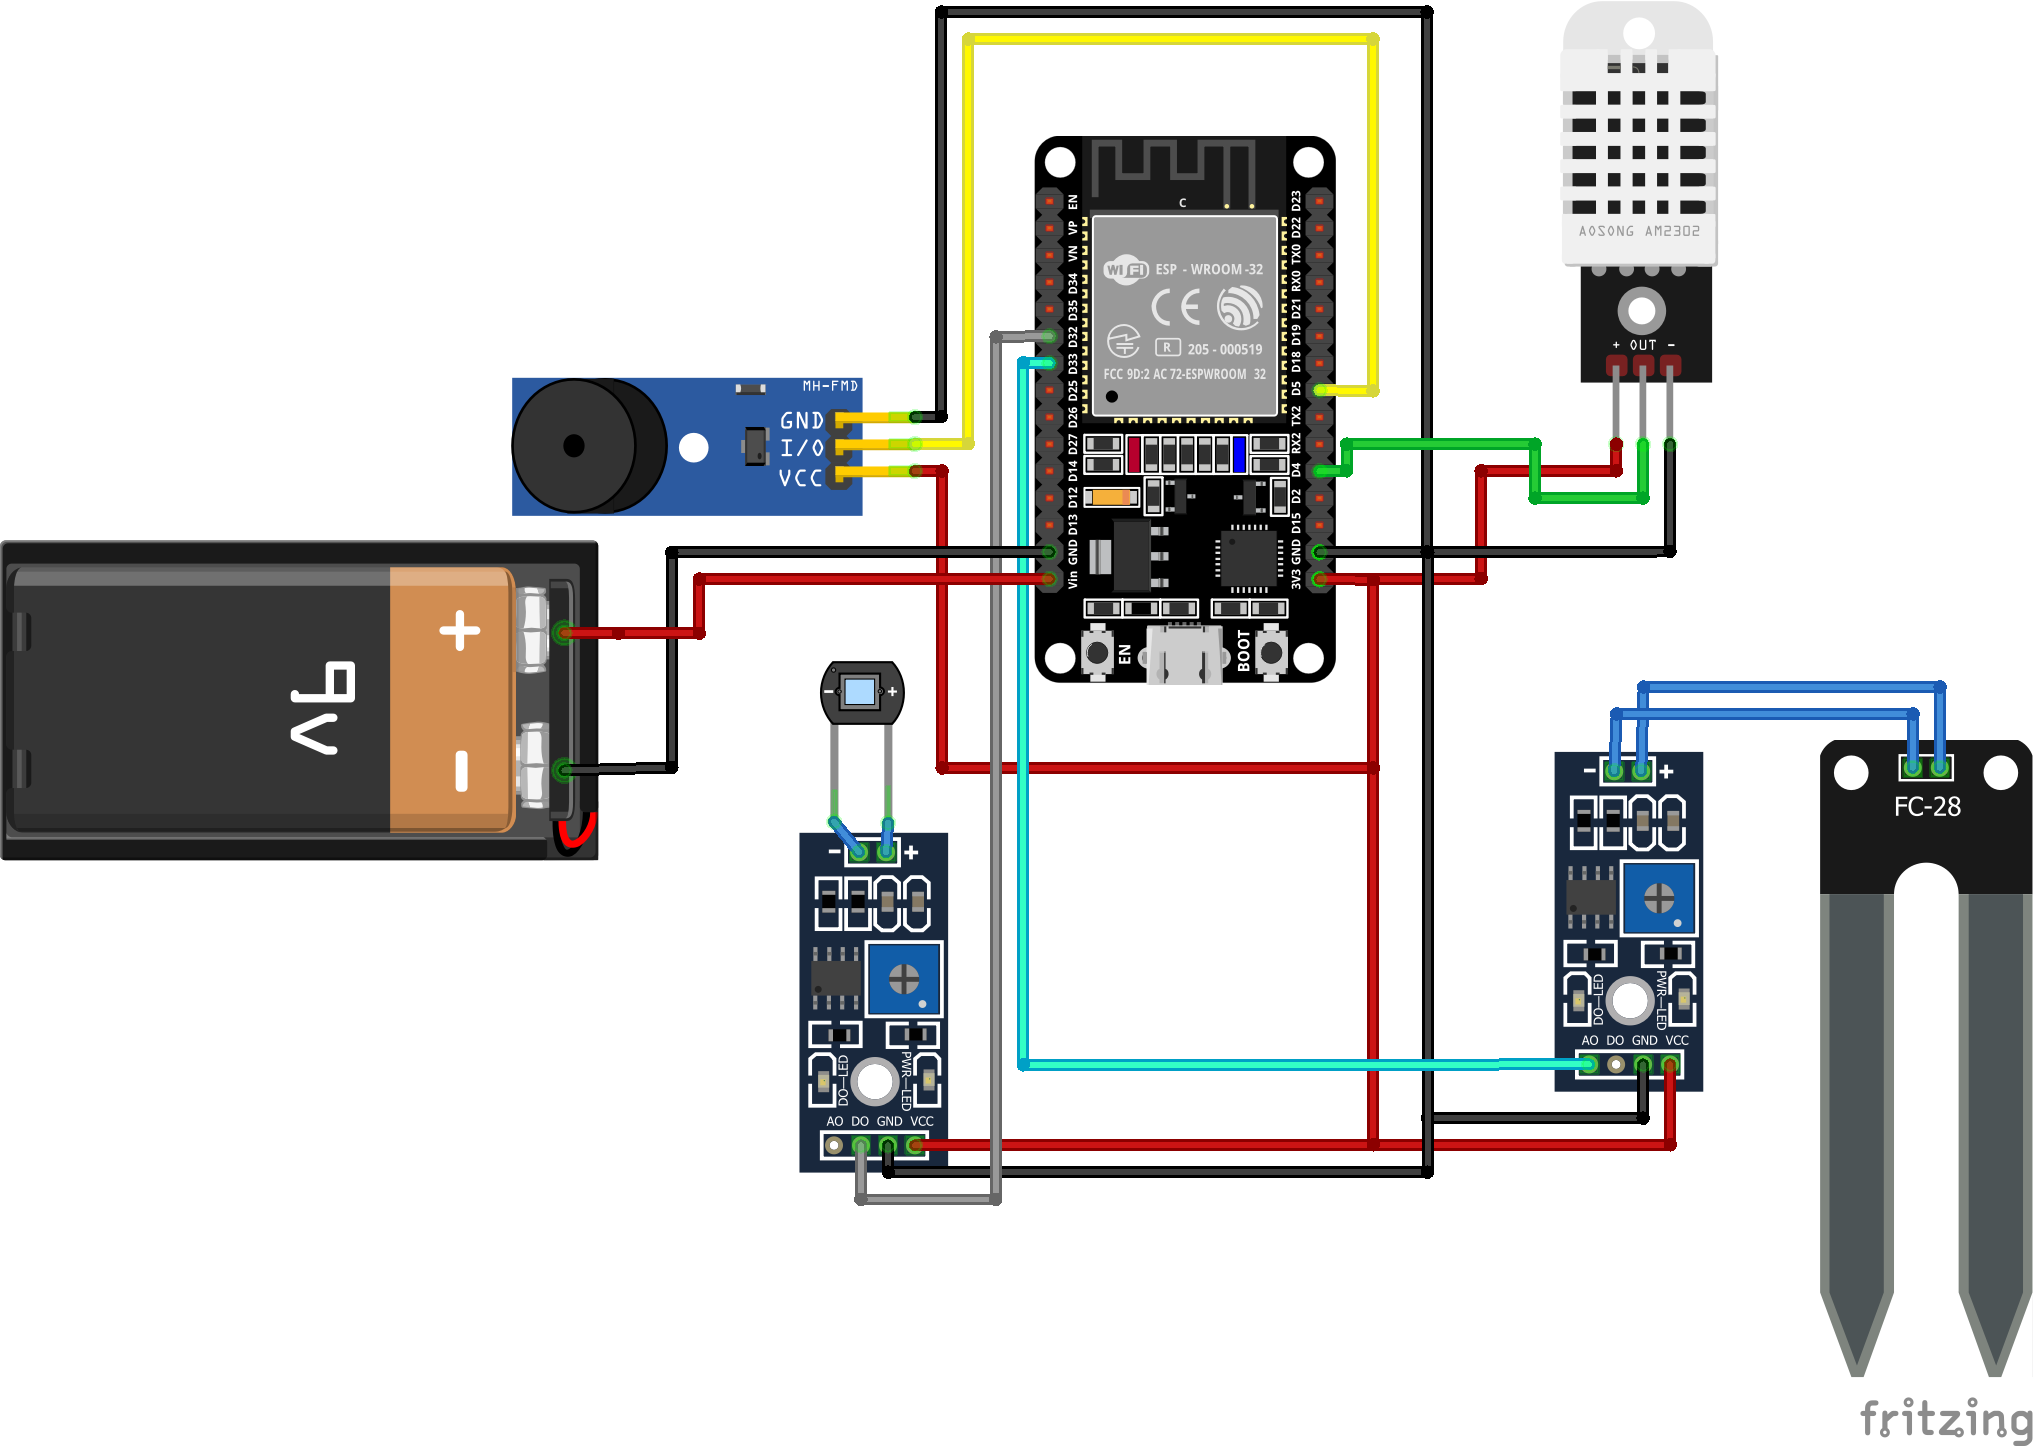 MH-FMD
GND
I/O
VCC
9V
+
-
EN
VP
VN
D34
D35
D32
D33
D25
D26
D27
D14
D12
D13
GND
Vin
D23
D22
TX0
RX0
D21
D19
D18
D5
TX2
RX2
D4
D2
D15
GND
3V3
C
WiFi ESP - WROOM -32
CE
R 205 - 000519
FCC 9D:2 AC 72-ESPWROOM 32
EN
BOOT
AOSONG AM2302
+ OUT -
- +
- +
DO-LED
PWR-LED
AO DO GND VCC
- +
DO-LED
PWR-LED
AO DO GND VCC
FC-28
fritzing